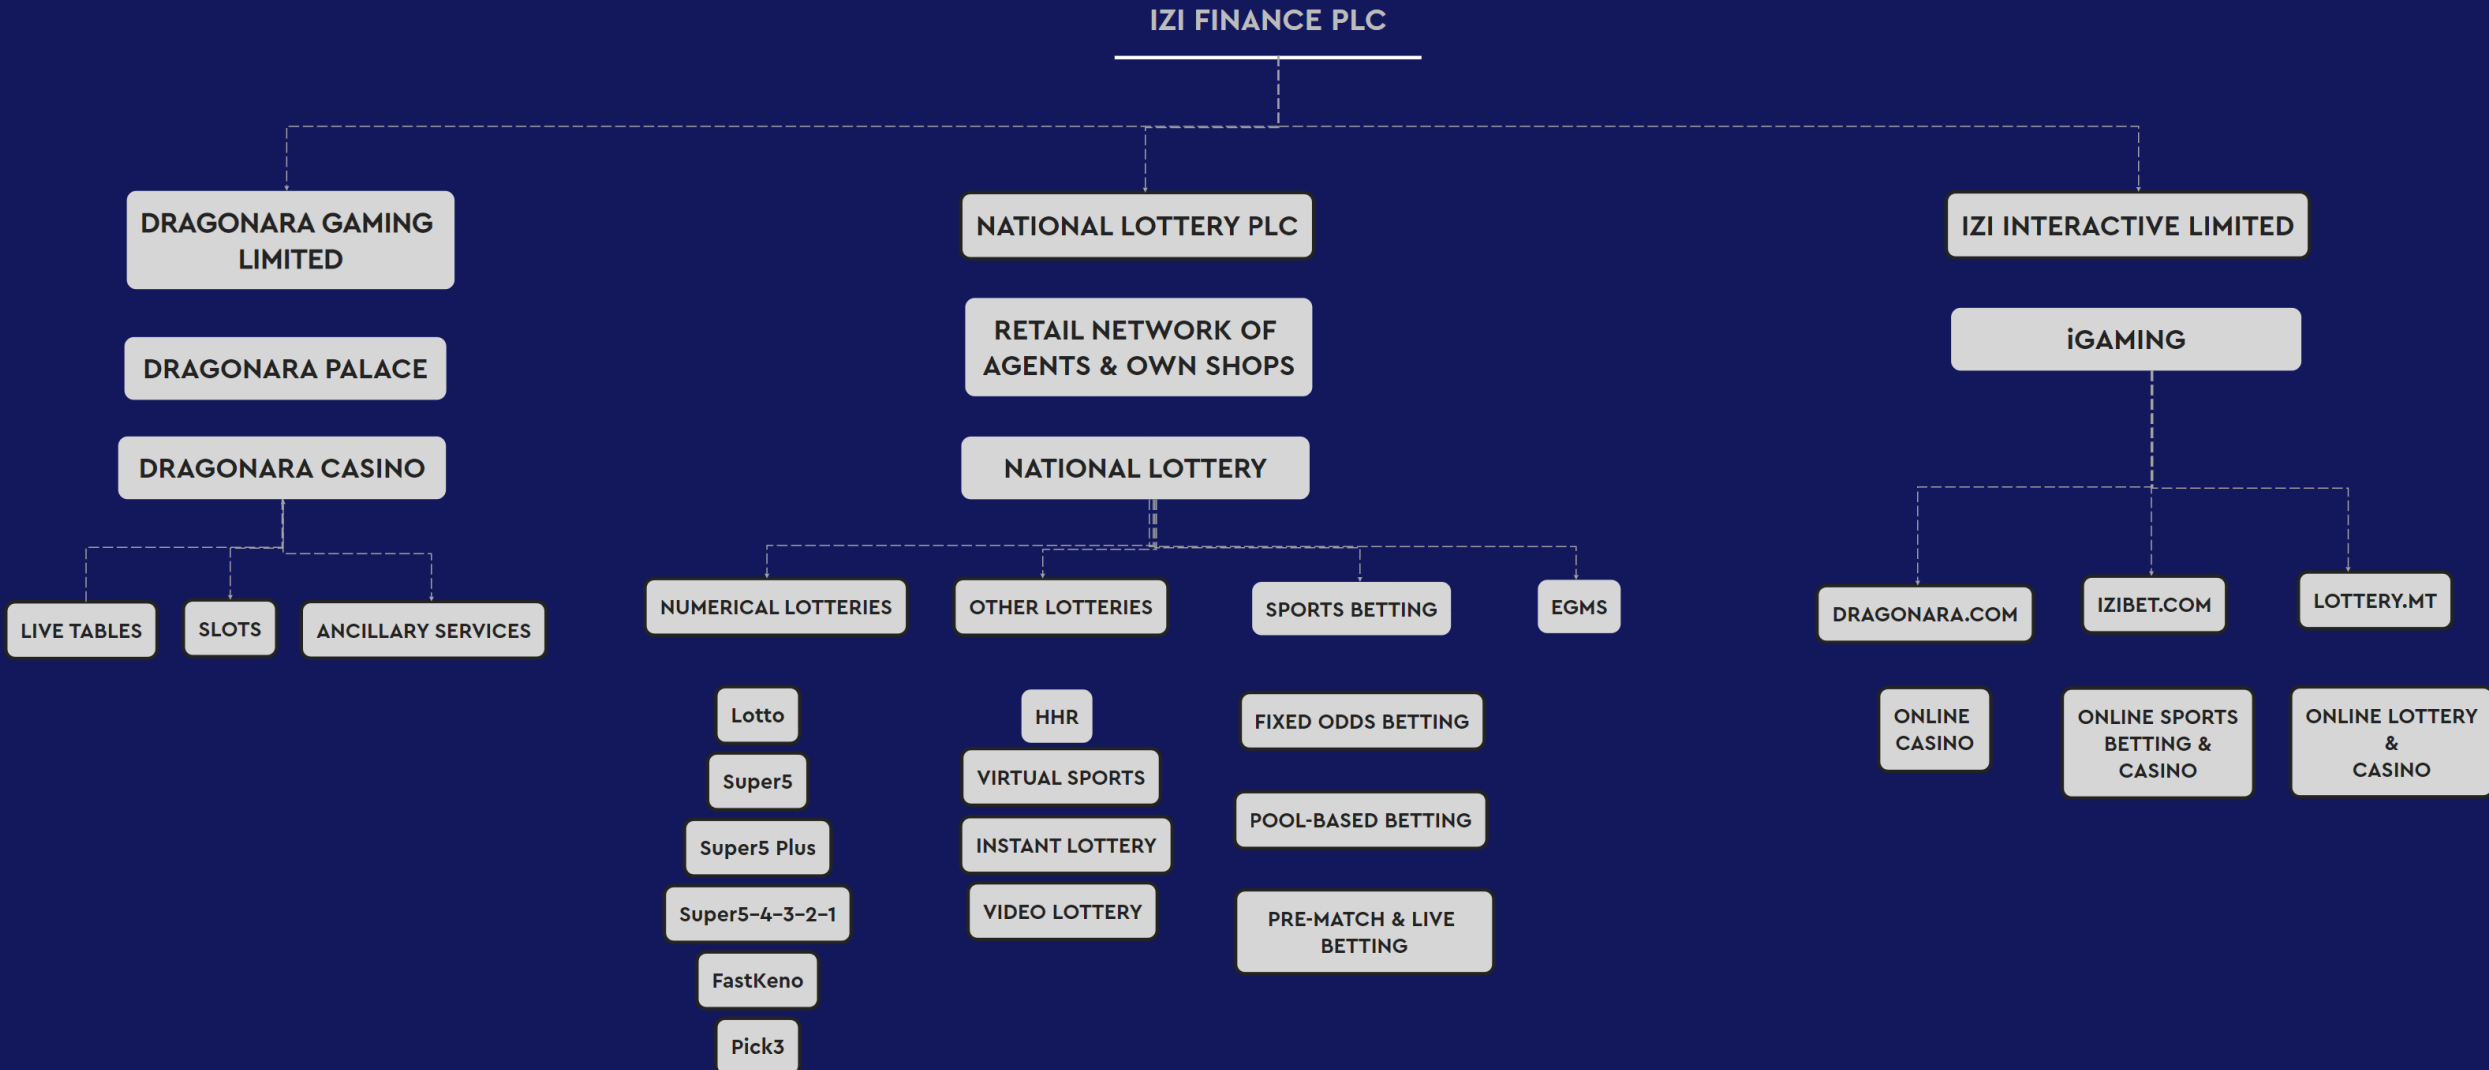 IZI FINANCE PLC
DRAGONARA GAMING
LIMITED
NATIONAL LOTTERY PLC
IZI INTERACTIVE LIMITED
DRAGONARA PALACE
RETAIL NETWORK OF
AGENTS & OWN SHOPS
iGAMING
DRAGONARA CASINO
NATIONAL LOTTERY
LIVE TABLES
SLOTS
ANCILLARY SERVICES
NUMERICAL LOTTERIES
OTHER LOTTERIES
SPORTS BETTING
EGMS
DRAGONARA.COM
IZIBET.COM
LOTTERY.MT
Lotto
Super5
Super5 Plus
Super5-4-3-2-1
FastKeno
Pick3
HHR
VIRTUAL SPORTS
INSTANT LOTTERY
VIDEO LOTTERY
FIXED ODDS BETTING
POOL-BASED BETTING
PRE-MATCH & LIVE
BETTING
ONLINE
CASINO
ONLINE SPORTS
BETTING &
CASINO
ONLINE LOTTERY
&
CASINO